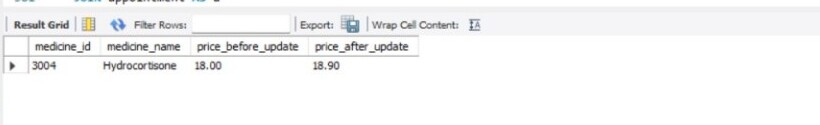 Result Grid Filter Rows: Export: Wrap Cell Content:
medicine_id medicine_name price_before_update price_after_update
3004 Hydrocortisone 18.00 18.90